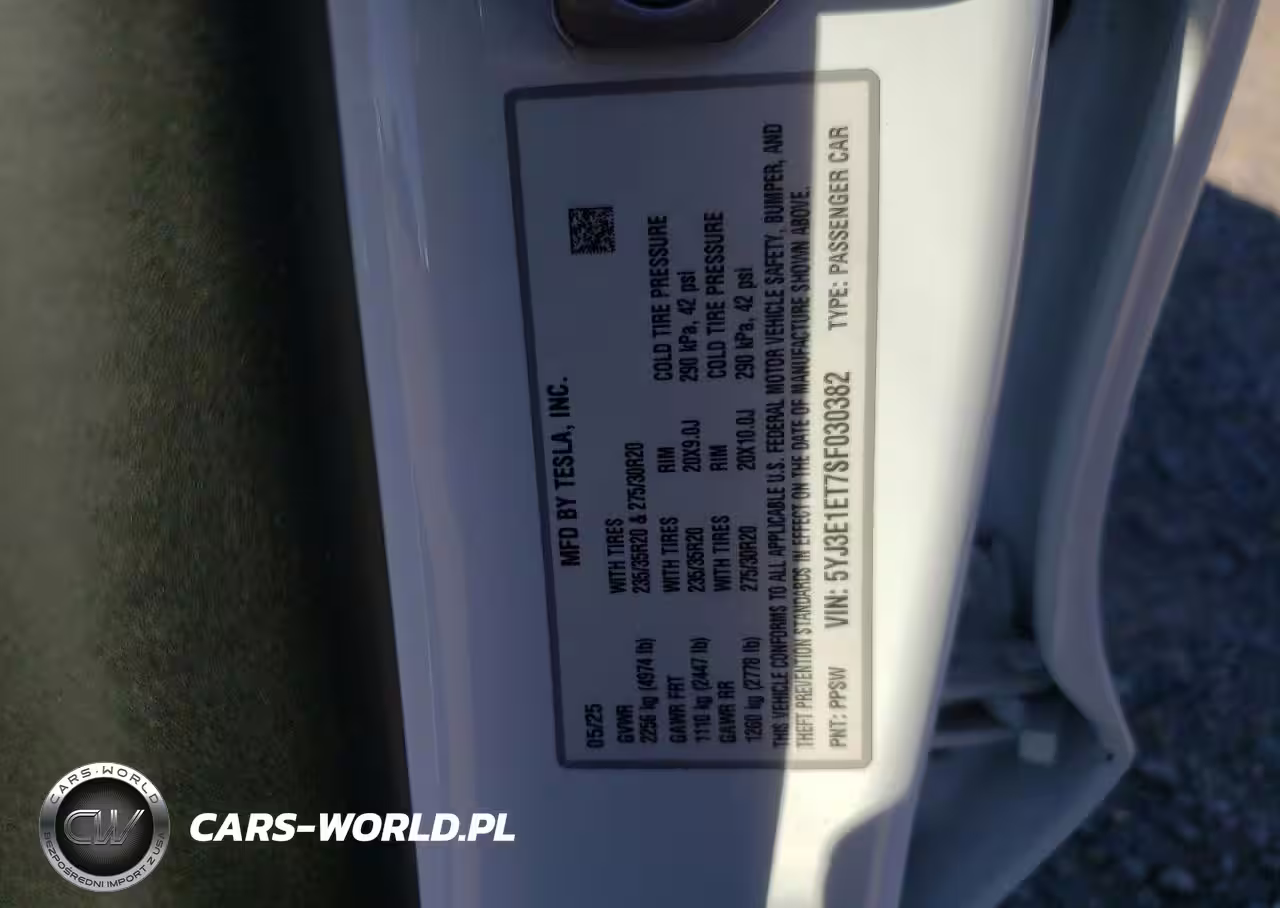 MFD BY TESLA, INC.
05/25
GVWR WITH TIRES
2256 kg (4974 lb) 235/35R20 & 275/30R20
GAWR FRT WITH TIRES RIM COLD TIRE PRESSURE
1110 kg (2447 lb) 235/35R20 20X9.0J 290 kPa, 42 psi
GAWR RR WITH TIRES RIM COLD TIRE PRESSURE
1260 kg (2778 lb) 275/30R20 20X10.0J 290 kPa, 42 psi
THIS VEHICLE CONFORMS TO ALL APPLICABLE U.S. FEDERAL MOTOR VEHICLE SAFETY, BUMPER, AND
THEFT PREVENTION STANDARDS IN EFFECT ON THE DATE OF MANUFACTURE SHOWN ABOVE.
PNT: PPSW VIN: 5YJ3E1ET7SF030382 TYPE: PASSENGER CAR
CARS-WORLD
CW
BEZPOŚREDNI IMPORT Z USA
CARS-WORLD.PL